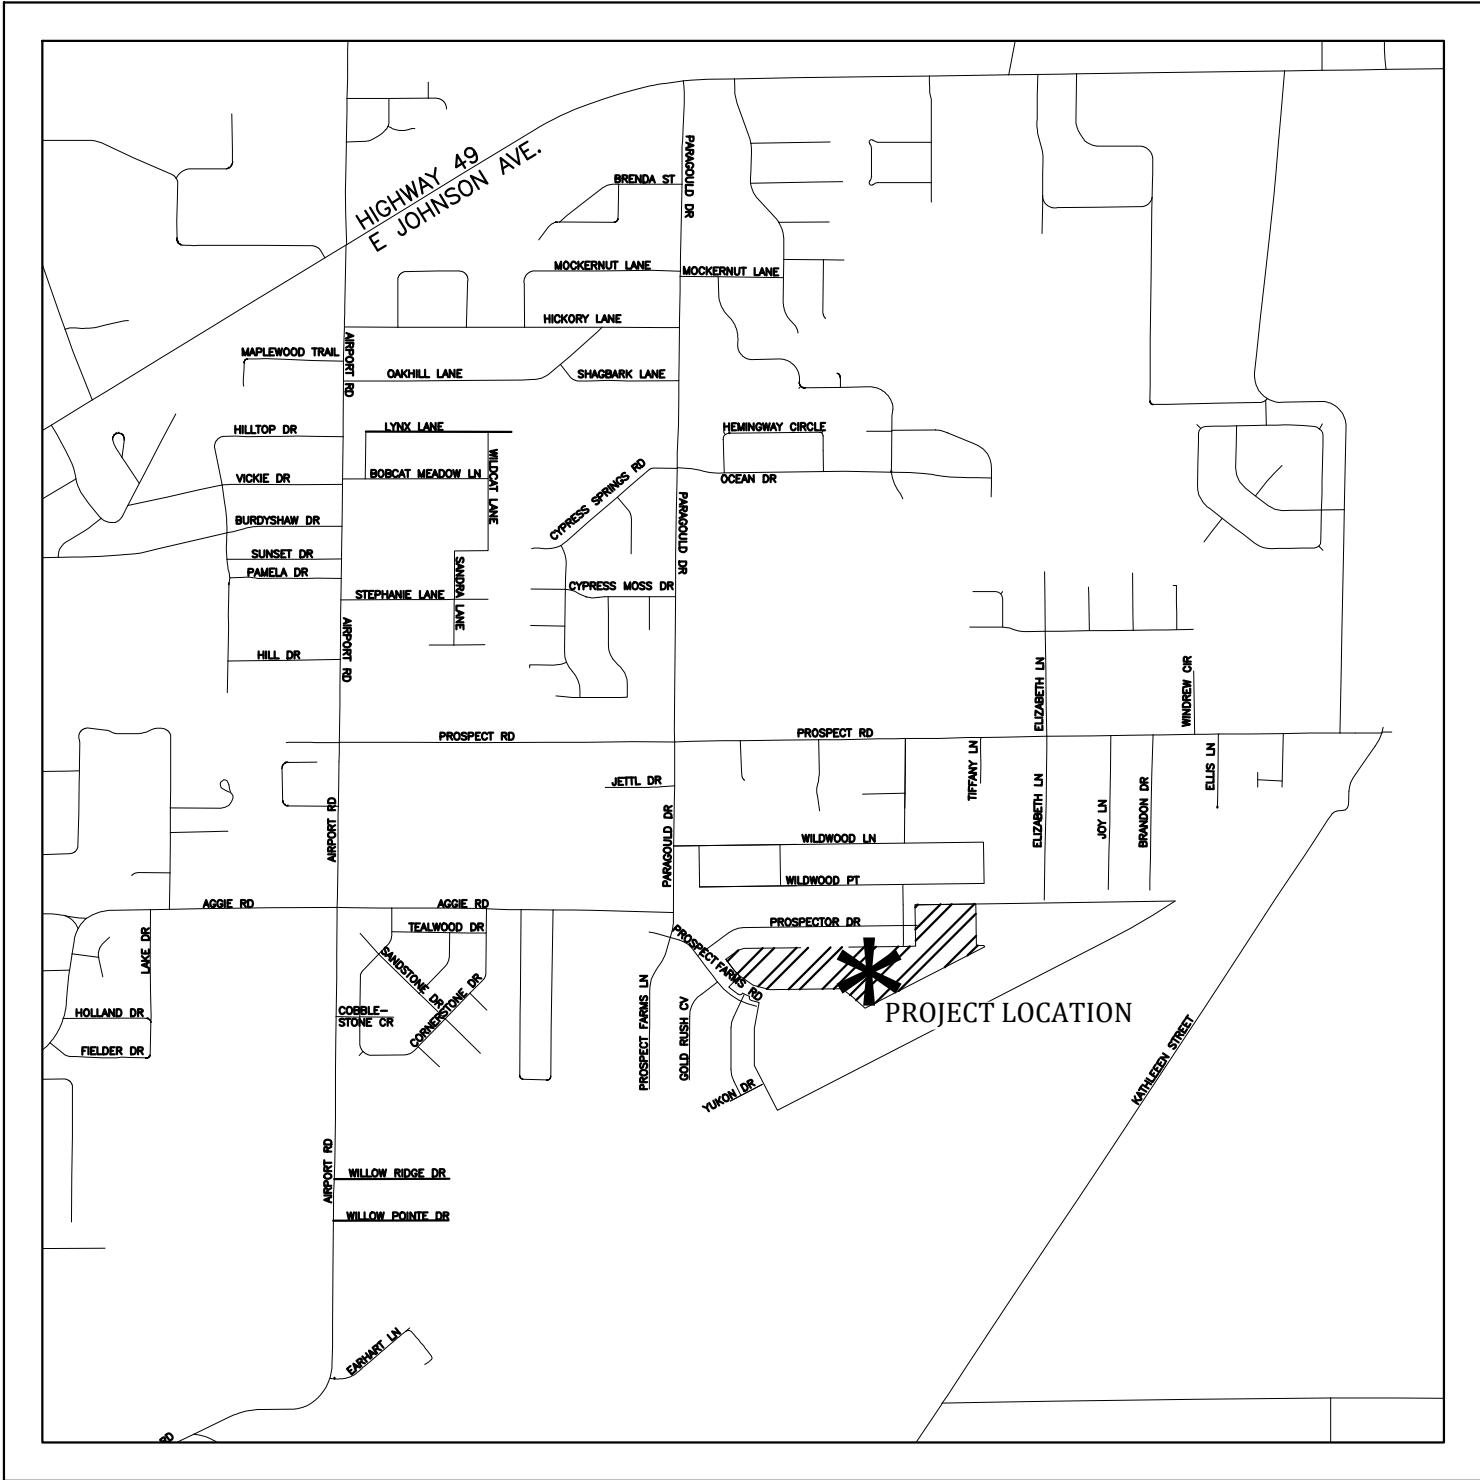 HIGHWAY 49
E JOHNSON AVE.
PARAGOULD DR
BRENDA ST
MOCKERNUT LANE
MOCKERNUT LANE
HICKORY LANE
AIRPORT RD
MAPLEWOOD TRAIL
OAKHILL LANE
SHAGBARK LANE
HILLTOP DR
LYNX LANE
HEMINGWAY CIRCLE
WILDCAT LANE
VICKIE DR
BOBCAT MEADOW LN
CYPRESS SPRINGS RD
OCEAN DR
PARAGOULD DR
BURDYSHAW DR
SUNSET DR
PAMELA DR
SANDRA LANE
CYPRESS MOSS DR
STEPHANIE LANE
AIRPORT RD
HILL DR
ELIZABETH LN
WINDREW CIR
PROSPECT RD
PROSPECT RD
TIFFANY LN
ELLIS LN
JETTL DR
ELIZABETH LN
JOY LN
BRANDON DR
AIRPORT RD
PARAGOULD DR
WILDWOOD LN
WILDWOOD PT
AGGIE RD
AGGIE RD
TEALWOOD DR
PROSPECTOR DR
LAKE DR
SANDSTONE DR
CORNERSTONE DR
PROSPECT FARMS RD
PROSPECT FARMS LN
GOLD RUSH CV
HOLLAND DR
COBBLE-
STONE CR
PROJECT LOCATION
FIELDER DR
KATHLEEEN STREET
YUKON DR
AIRPORT RD
WILLOW RIDGE DR
WILLOW POINTE DR
EARHART LN
RD